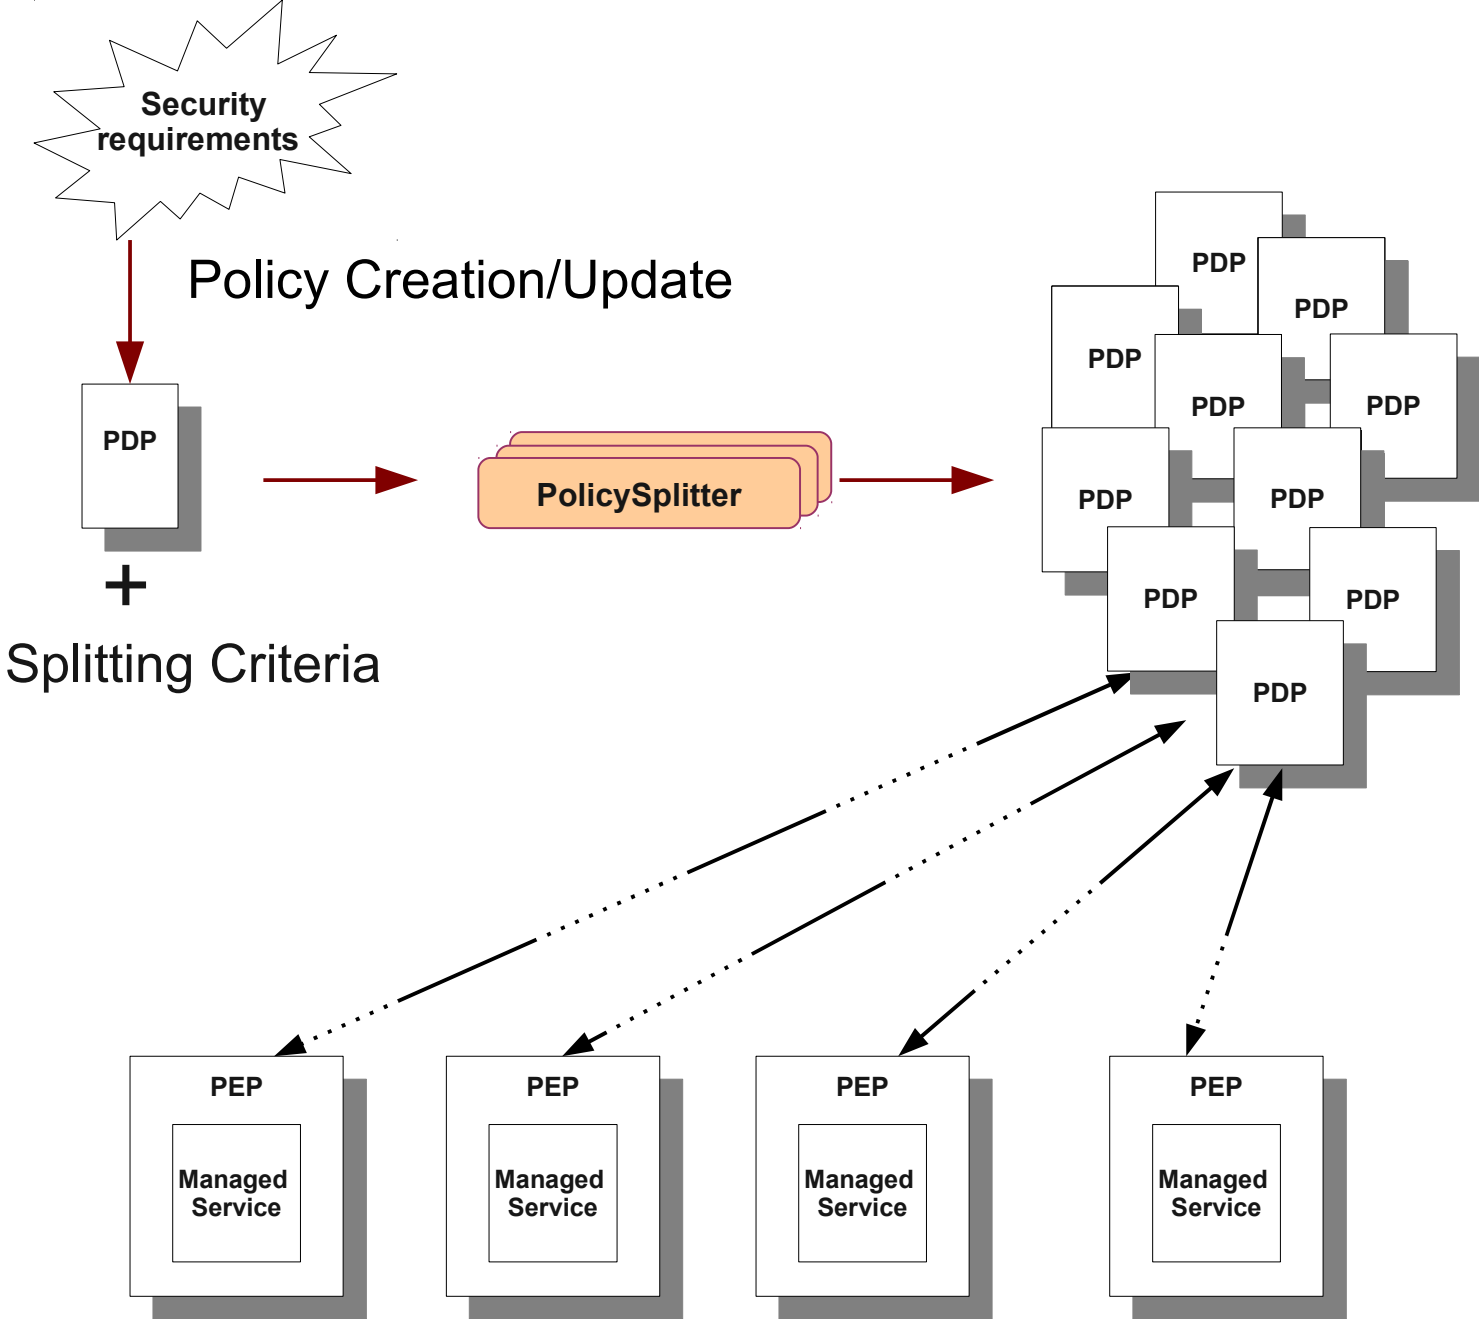 Security
requirements
Policy Creation/Update
PDP
+
Splitting Criteria
PolicySplitter
PDP
PDP
PDP
PDP
PDP
PDP
PDP
PDP
PDP
PDP
PEP
Managed
Service
PEP
Managed
Service
PEP
Managed
Service
PEP
Managed
Service